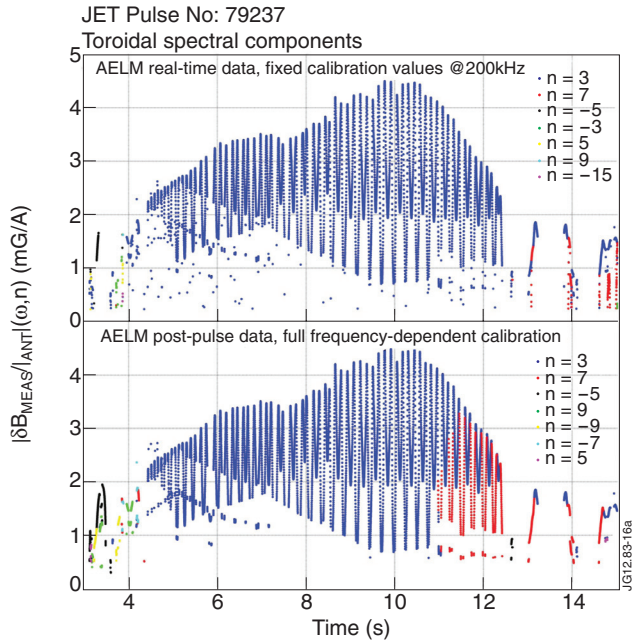 JET Pulse No: 79237
Toroidal spectral components
5
AELM real-time data, fixed calibration values @200kHz
n = 3
n = 7
n = −5
n = −3
n = 5
n = 9
n = −15
4
3
2
1
0
|δB_MEAS/I_ANT|(ω,n) (mG/A)
AELM post-pulse data, full frequency-dependent calibration
n = 3
n = 7
n = −5
n = 9
n = −9
n = −7
n = 5
4
3
2
1
0
4 6 8 10 12 14
Time (s)
JG12.83-16a